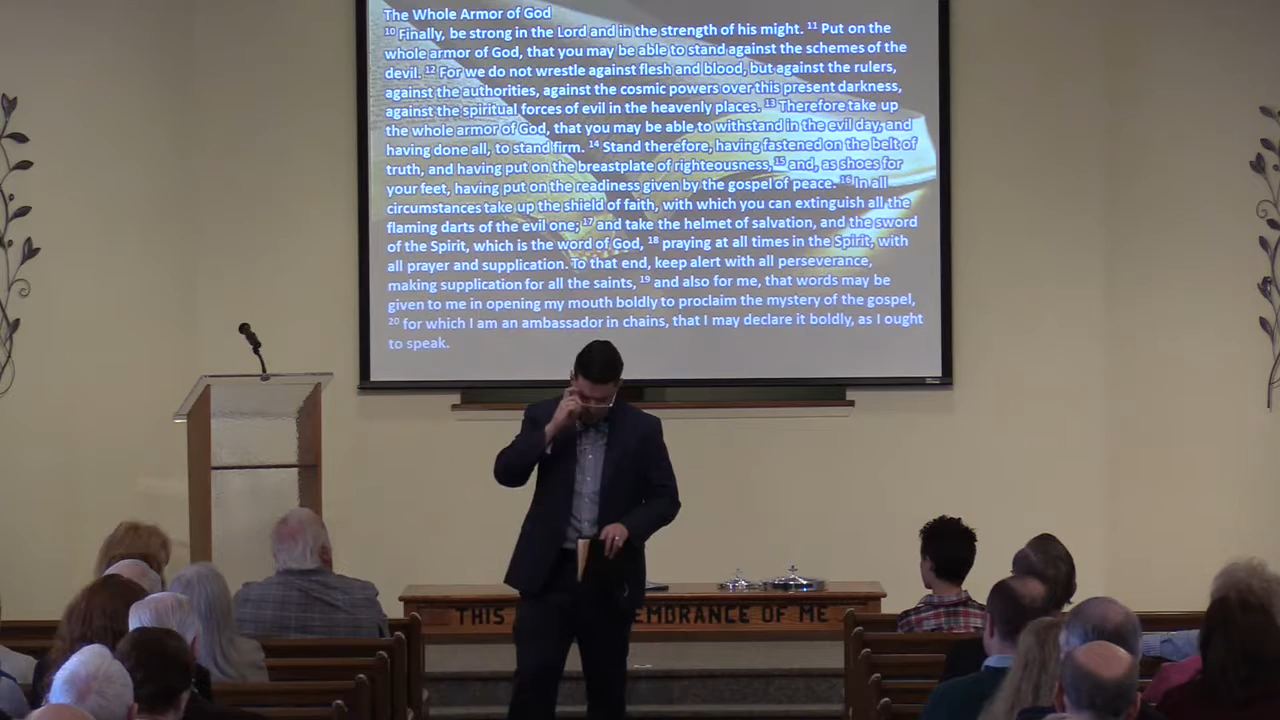 The Whole Armor of God
10 Finally, be strong in the Lord and in the strength of his might. 11 Put on the
whole armor of God, that you may be able to stand against the schemes of the
devil. 12 For we do not wrestle against flesh and blood, but against the rulers,
against the authorities, against the cosmic powers over this present darkness,
against the spiritual forces of evil in the heavenly places. 13 Therefore take up
the whole armor of God, that you may be able to withstand in the evil day, and
having done all, to stand firm. 14 Stand therefore, having fastened on the belt of
truth, and having put on the breastplate of righteousness, 15 and, as shoes for
your feet, having put on the readiness given by the gospel of peace. 16 In all
circumstances take up the shield of faith, with which you can extinguish all the
flaming darts of the evil one; 17 and take the helmet of salvation, and the sword
of the Spirit, which is the word of God, 18 praying at all times in the Spirit, with
all prayer and supplication. To that end, keep alert with all perseverance,
making supplication for all the saints, 19 and also for me, that words may be
given to me in opening my mouth boldly to proclaim the mystery of the gospel,
20 for which I am an ambassador in chains, that I may declare it boldly, as I ought
to speak.
THIS EMBRANCE OF ME